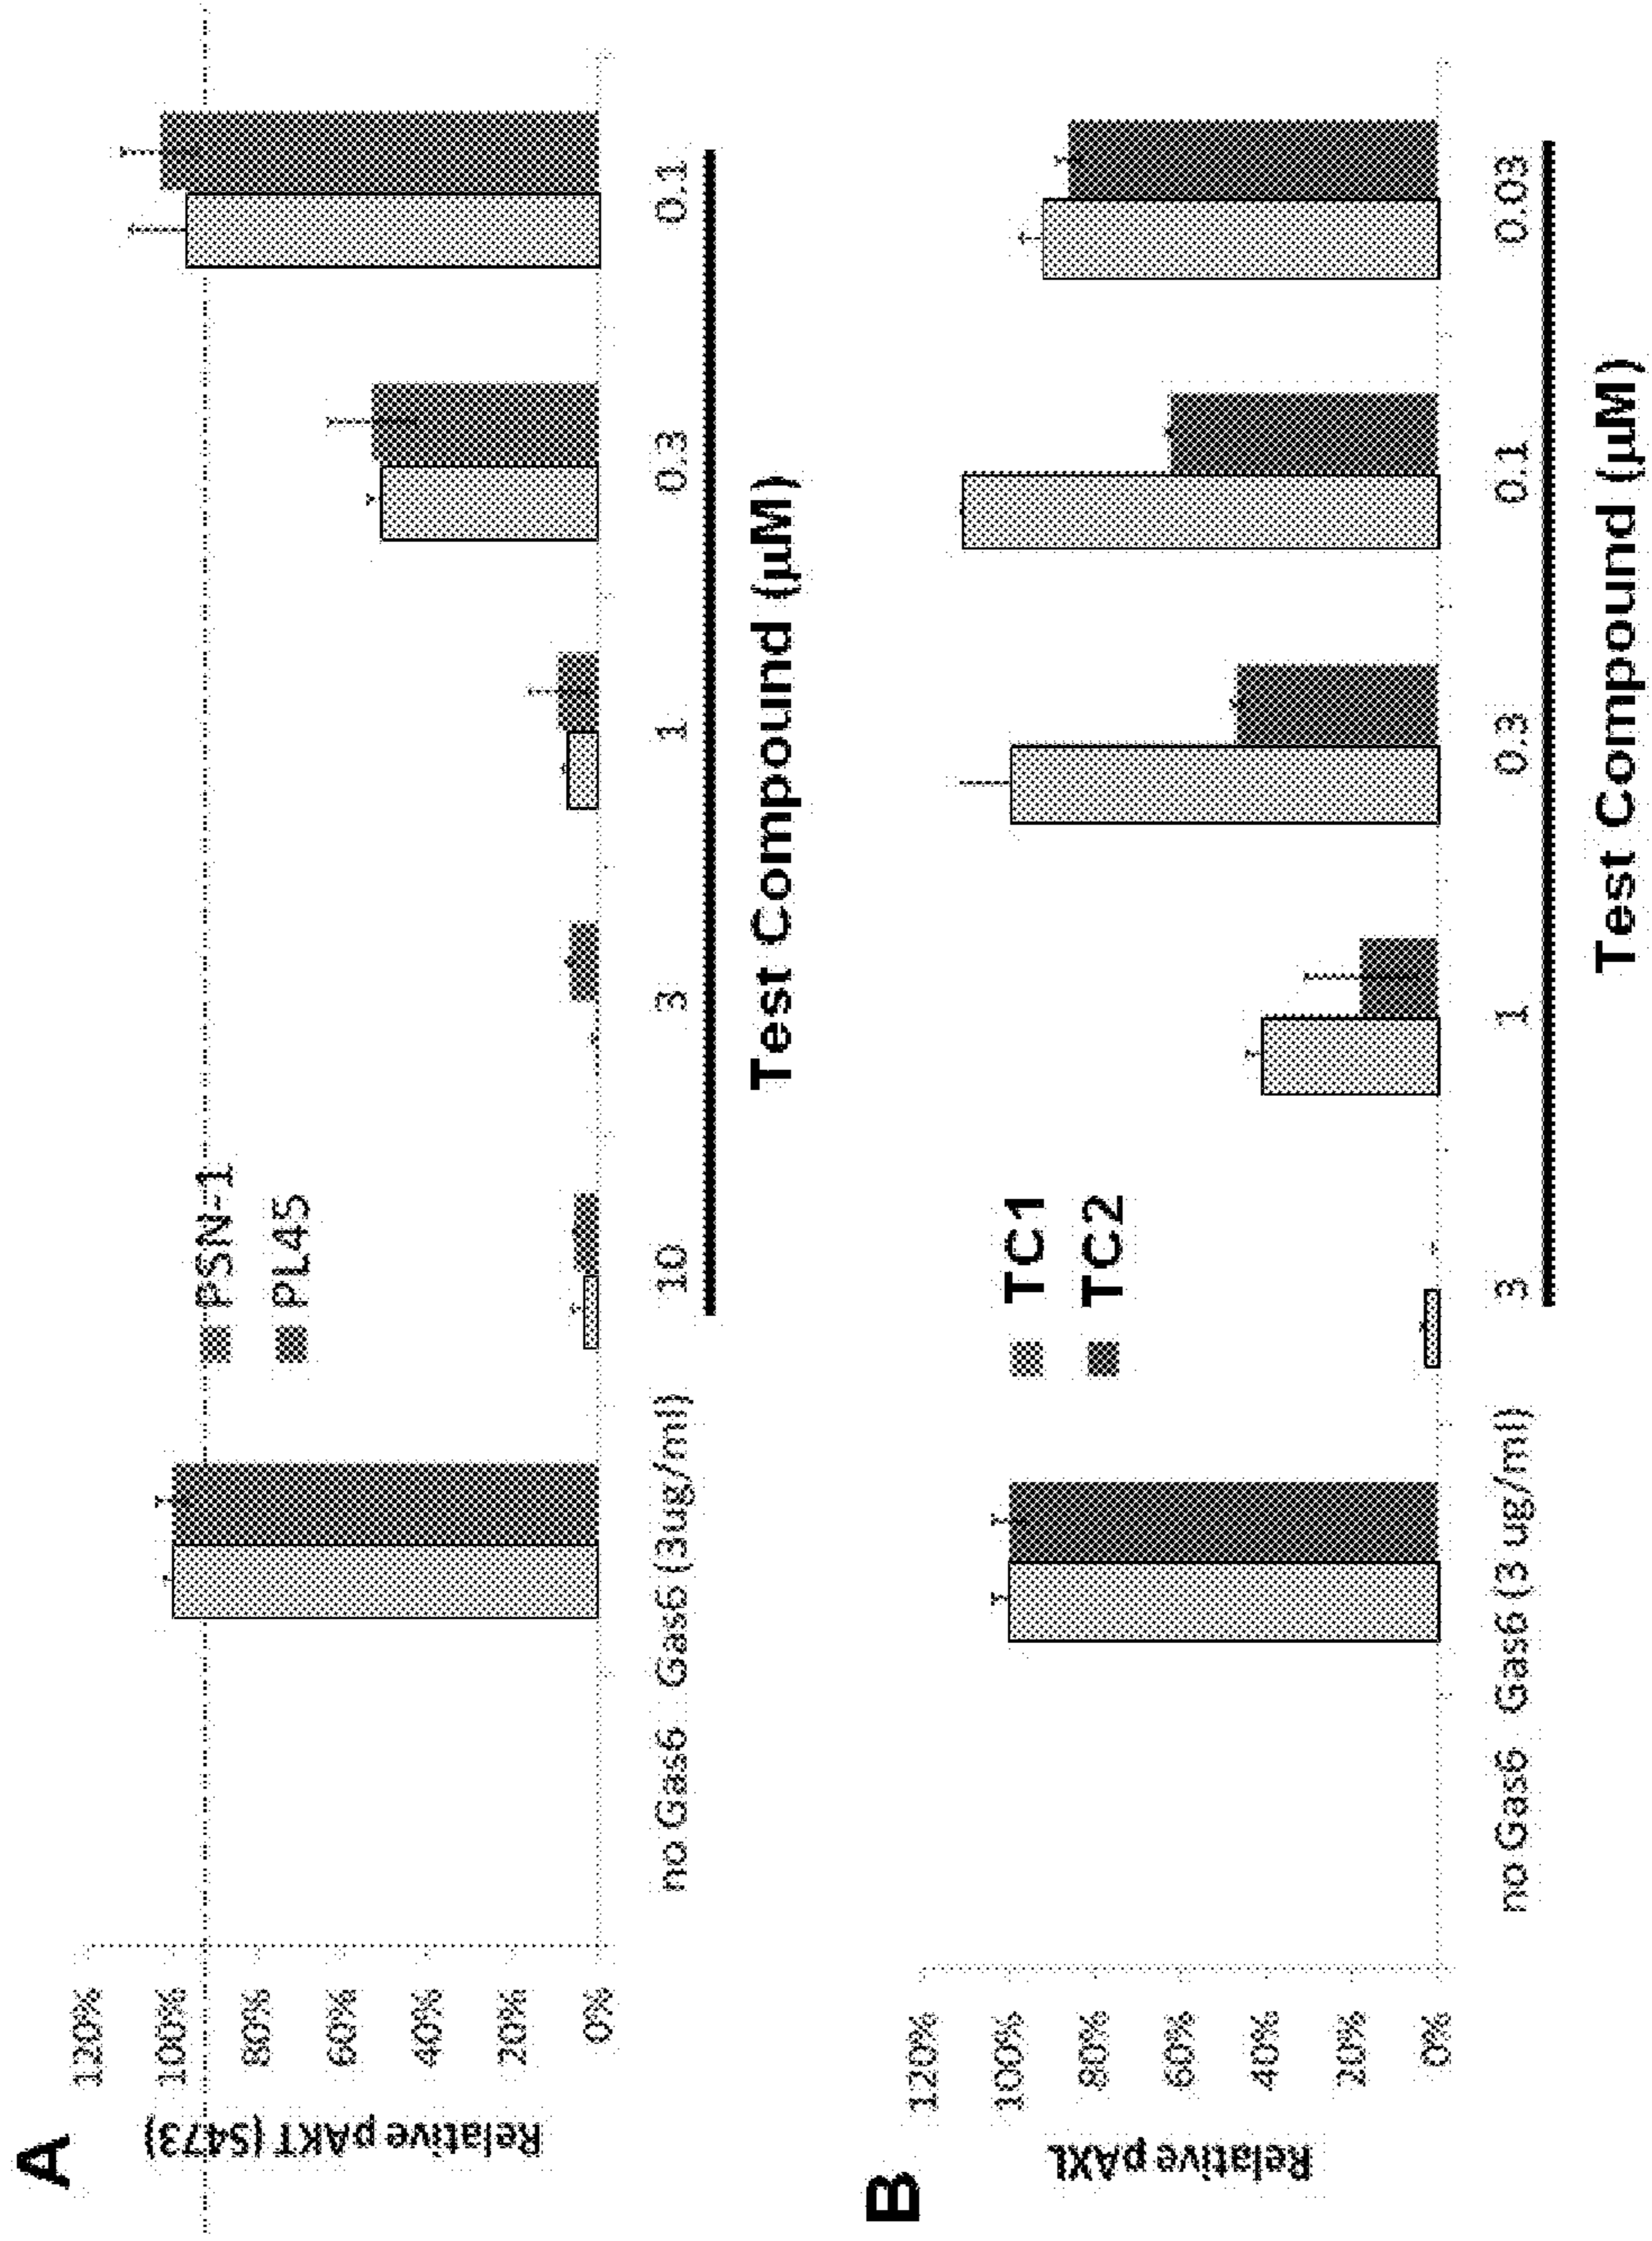 A
Relative pAKT (S473)
120%
100%
80%
60%
40%
20%
0%
PSN-1
PL45
no Gas6 Gas6 (3ug/ml) 10 3 1 0.3 0.1
Test Compound (µM)
B
Relative pAXL
120%
100%
80%
60%
40%
20%
0%
TC1
TC2
no Gas6 Gas6 (3 ug/ml) 3 1 0.3 0.1 0.03
Test Compound (µM)